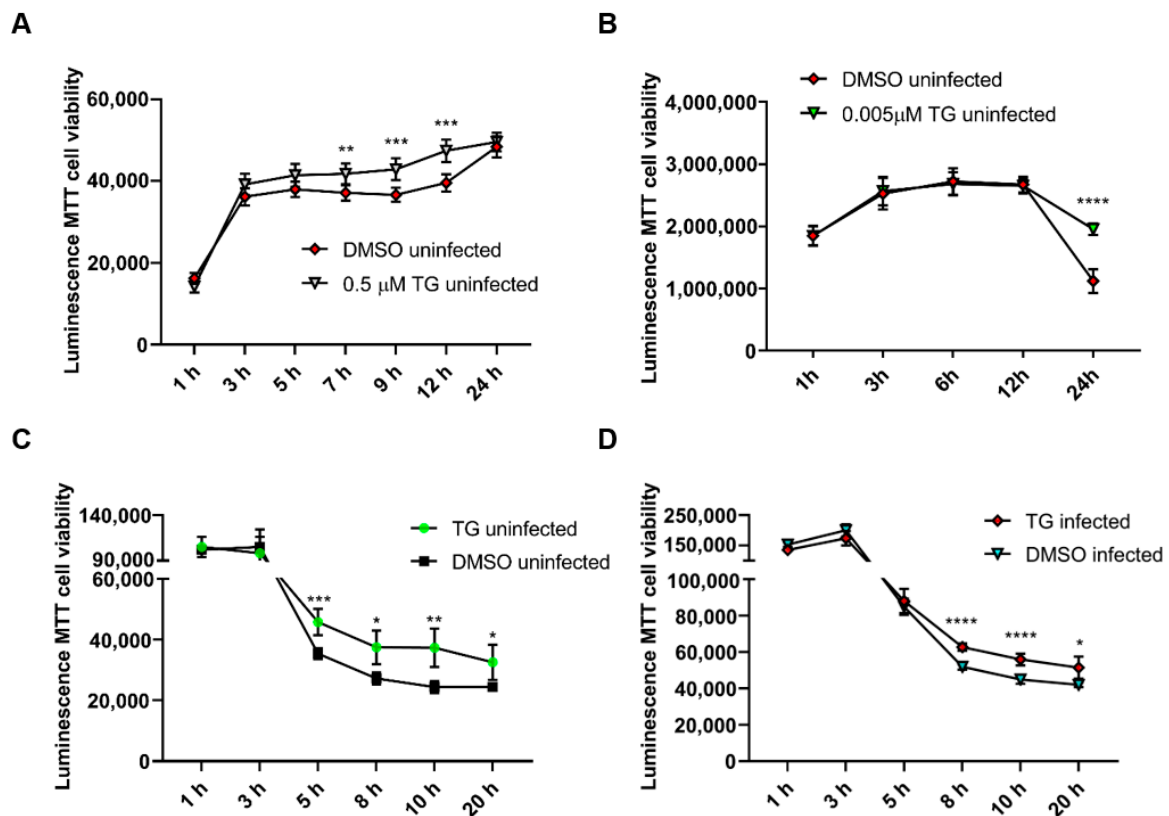 A
Luminescence MTT cell viability
60,000
40,000
20,000
0
** *** ***
DMSO uninfected
0.5 μM TG uninfected
1 h 3 h 5 h 7 h 9 h 12 h 24 h
B
Luminescence MTT cell viability
DMSO uninfected
0.005μM TG uninfected
4,000,000
3,000,000
2,000,000
1,000,000
0
****
1h 3h 6h 12h 24h
C
Luminescence MTT cell viability
140,000
90,000
60,000
40,000
20,000
0
TG uninfected
DMSO uninfected
*** * ** *
1 h 3 h 5 h 8 h 10 h 20 h
D
Luminescence MTT cell viability
250,000
150,000
100,000
80,000
60,000
40,000
20,000
0
TG infected
DMSO infected
**** **** *
1 h 3 h 5 h 8 h 10 h 20 h